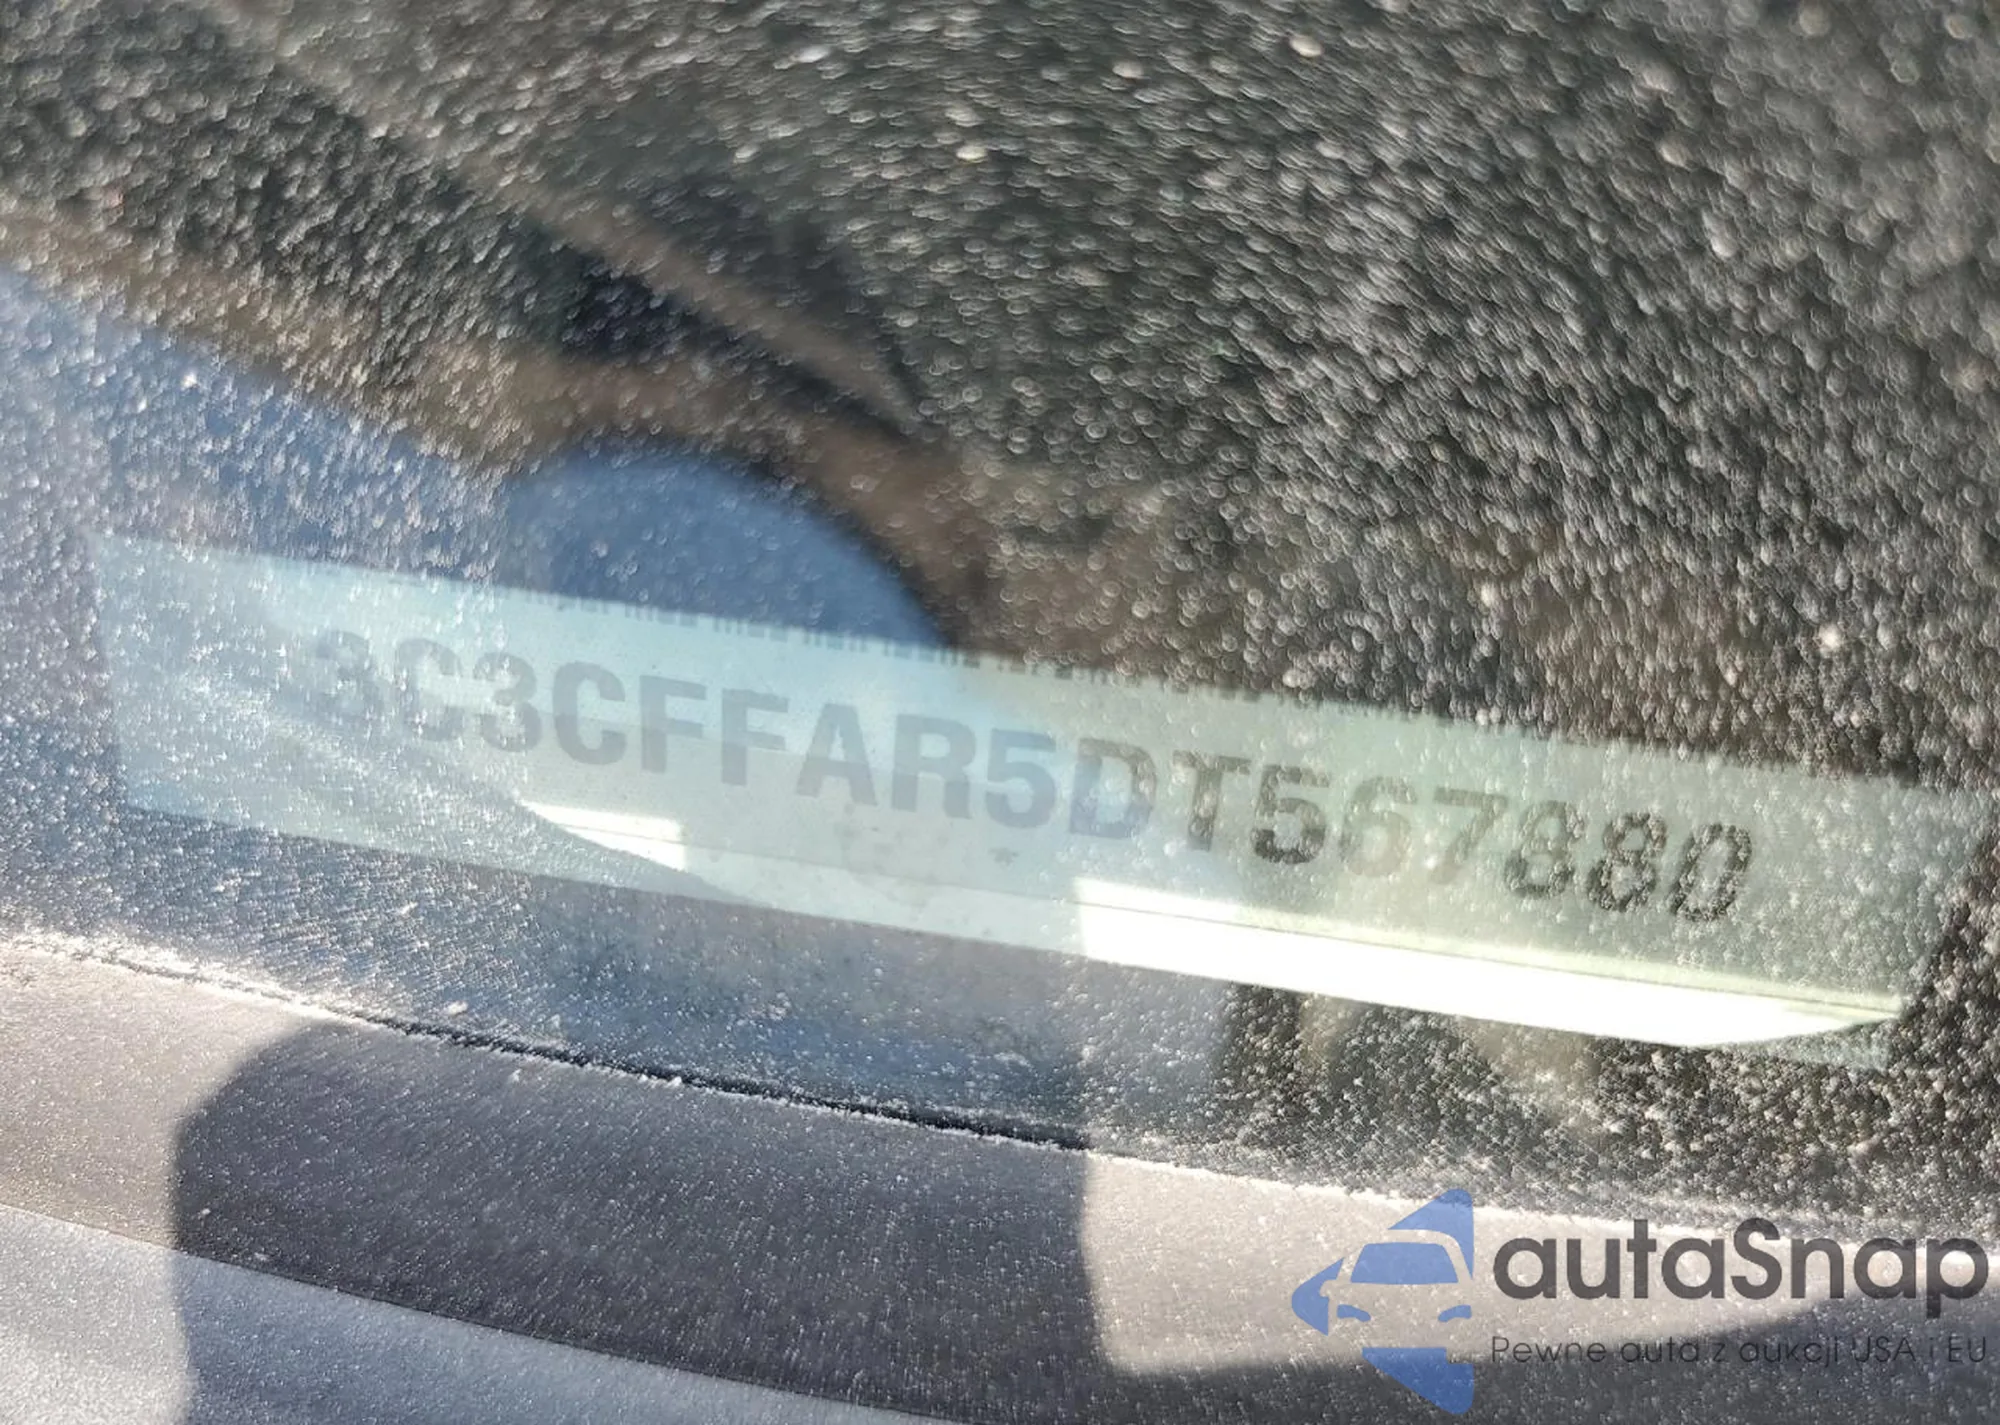 3C3CFFAR5DT567880
autaSnap
Pewne auta z aukcji USA i EU